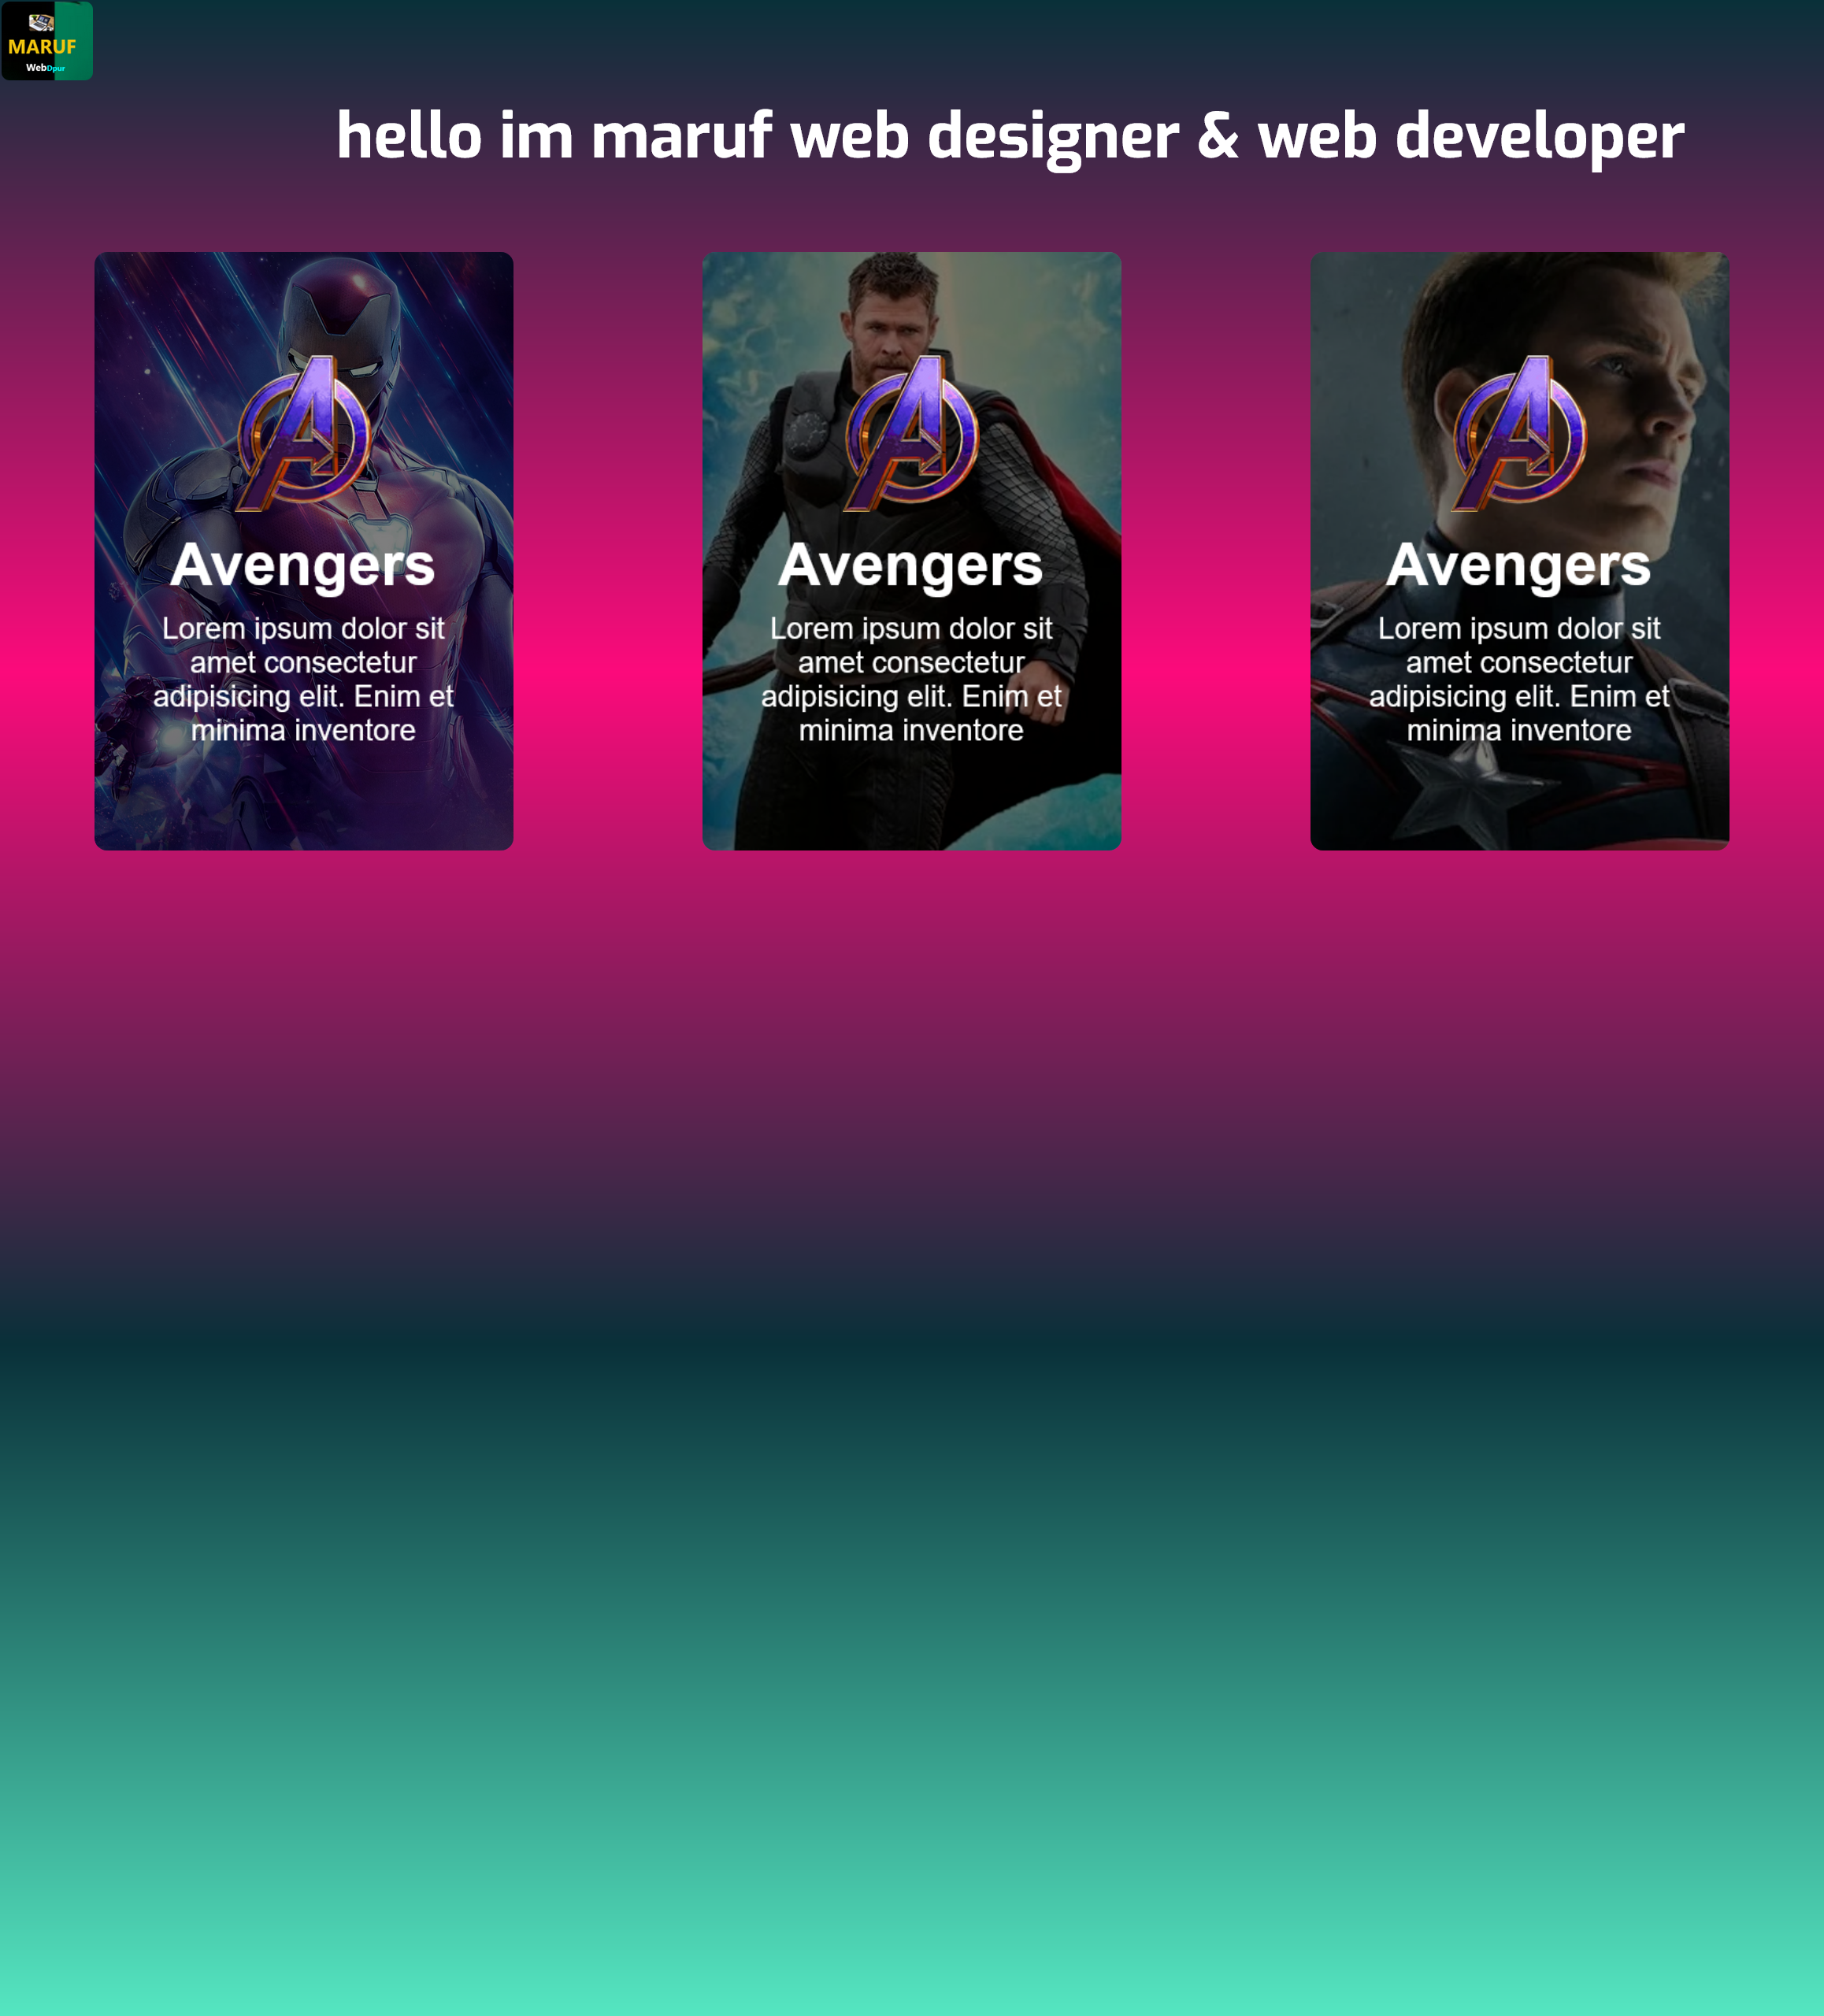 MARUF
WebDpur
hello im maruf web designer & web developer
Avengers
Lorem ipsum dolor sit
amet consectetur
adipisicing elit. Enim et
minima inventore
Avengers
Lorem ipsum dolor sit
amet consectetur
adipisicing elit. Enim et
minima inventore
Avengers
Lorem ipsum dolor sit
amet consectetur
adipisicing elit. Enim et
minima inventore